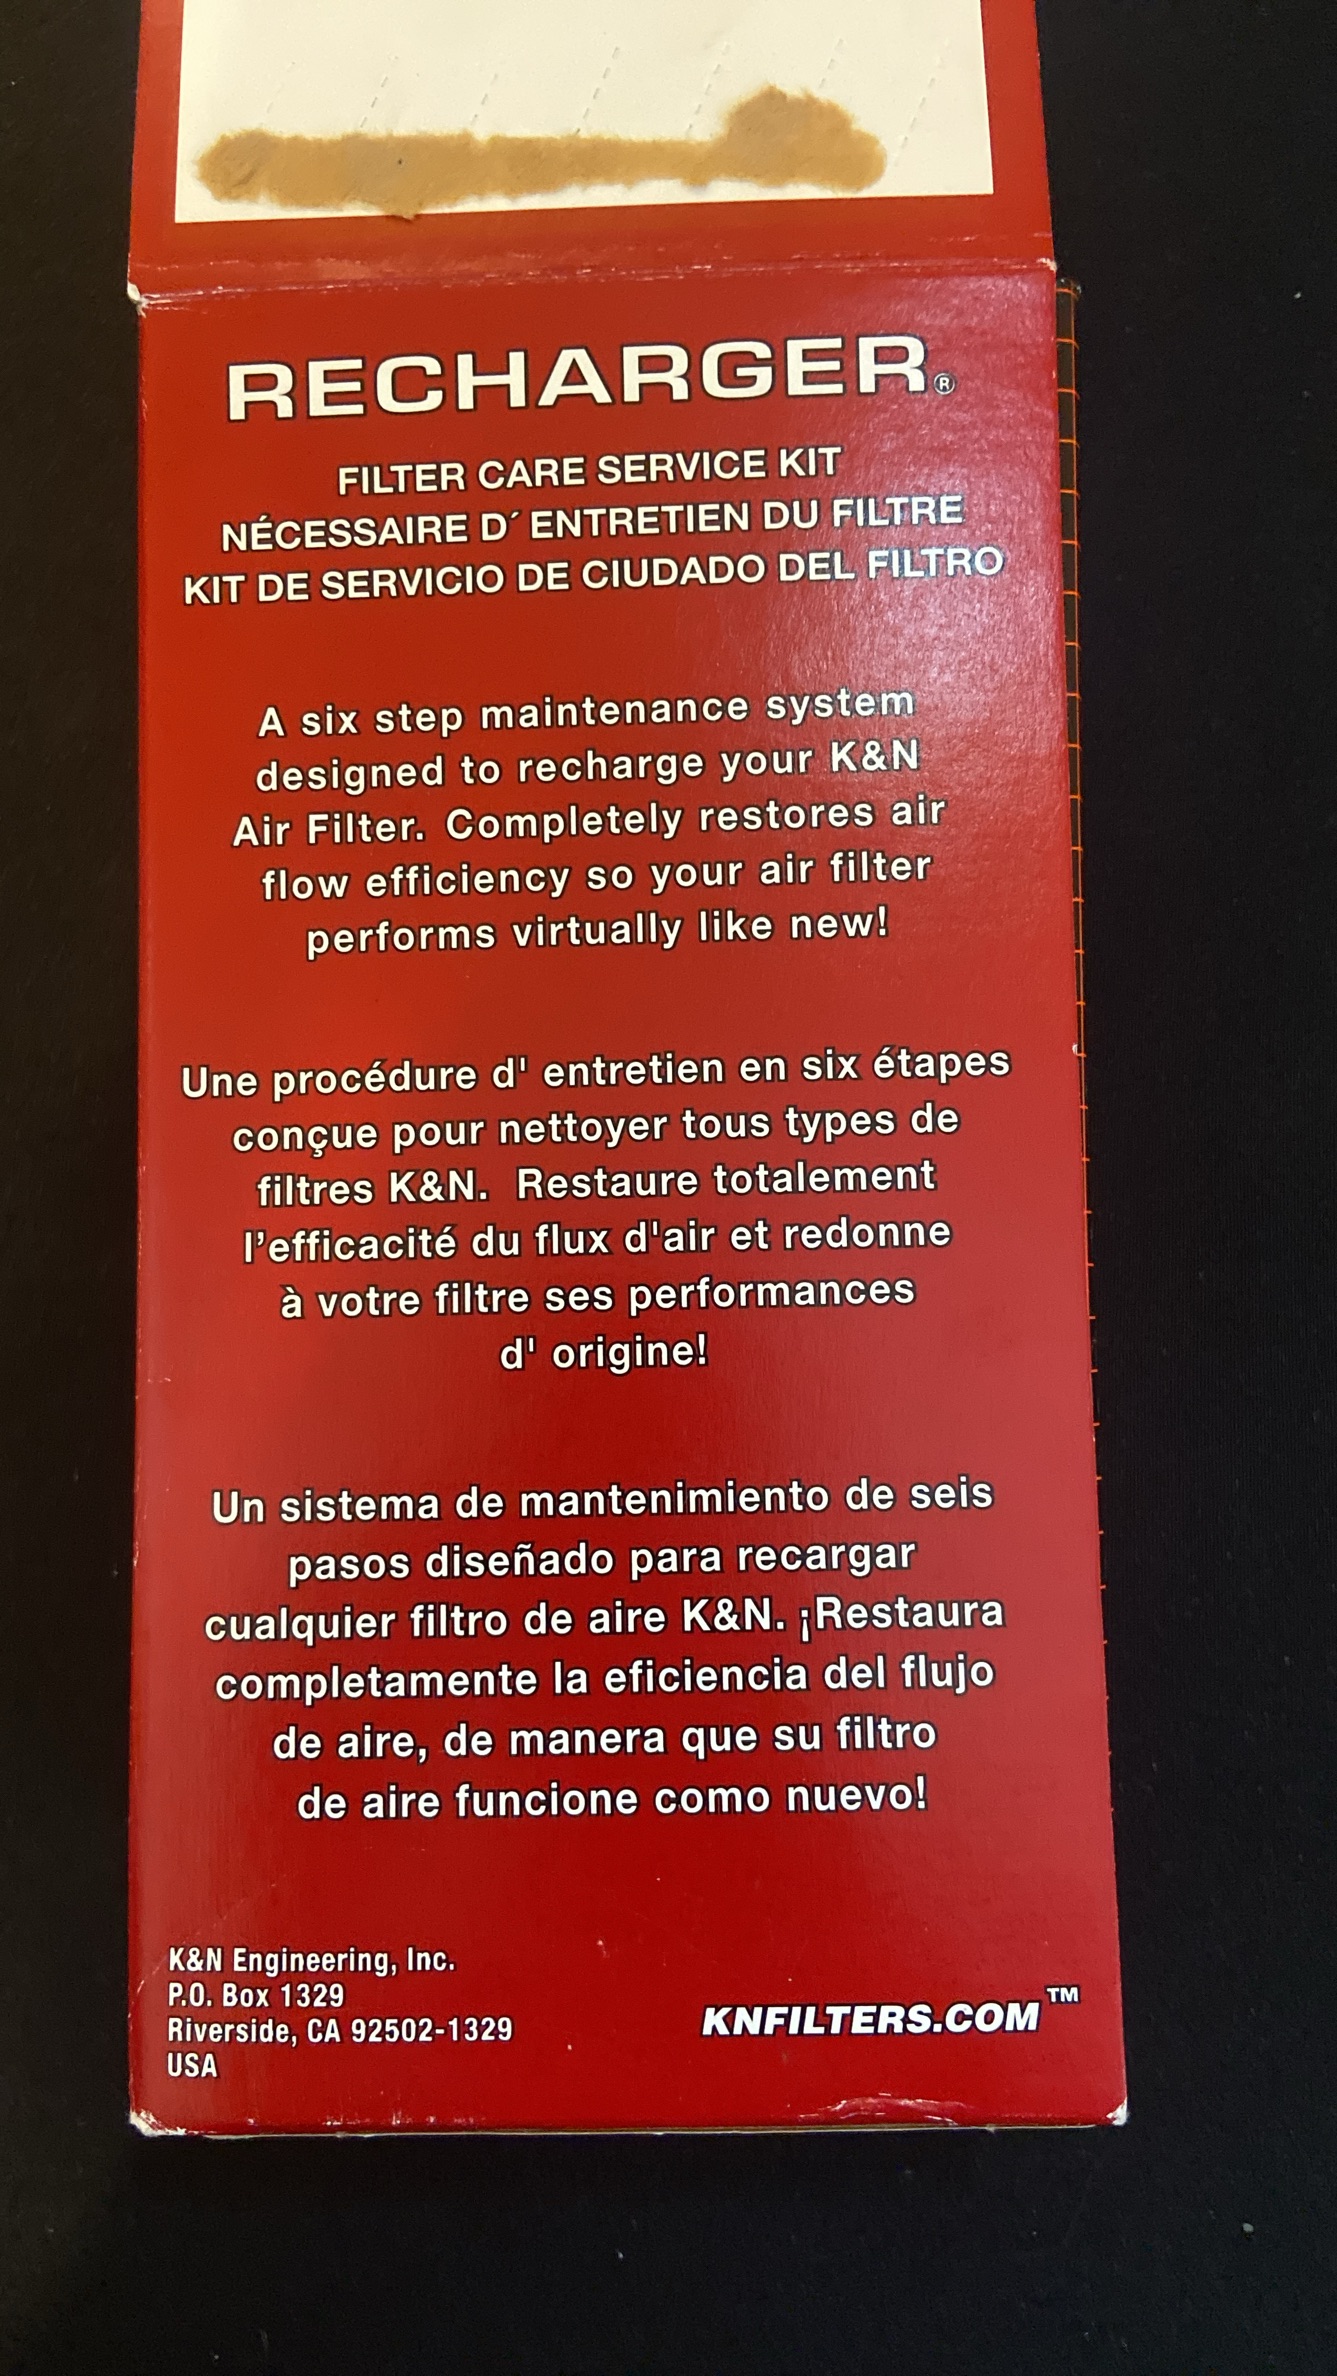 RECHARGER®
FILTER CARE SERVICE KIT
NÉCESSAIRE D´ ENTRETIEN DU FILTRE
KIT DE SERVICIO DE CIUDADO DEL FILTRO
A six step maintenance system
designed to recharge your K&N
Air Filter. Completely restores air
flow efficiency so your air filter
performs virtually like new!
Une procédure d' entretien en six étapes
conçue pour nettoyer tous types de
filtres K&N. Restaure totalement
l’efficacité du flux d'air et redonne
à votre filtre ses performances
d' origine!
Un sistema de mantenimiento de seis
pasos diseñado para recargar
cualquier filtro de aire K&N. ¡Restaura
completamente la eficiencia del flujo
de aire, de manera que su filtro
de aire funcione como nuevo!
K&N Engineering, Inc.
P.O. Box 1329
Riverside, CA 92502-1329
USA
KNFILTERS.COM™